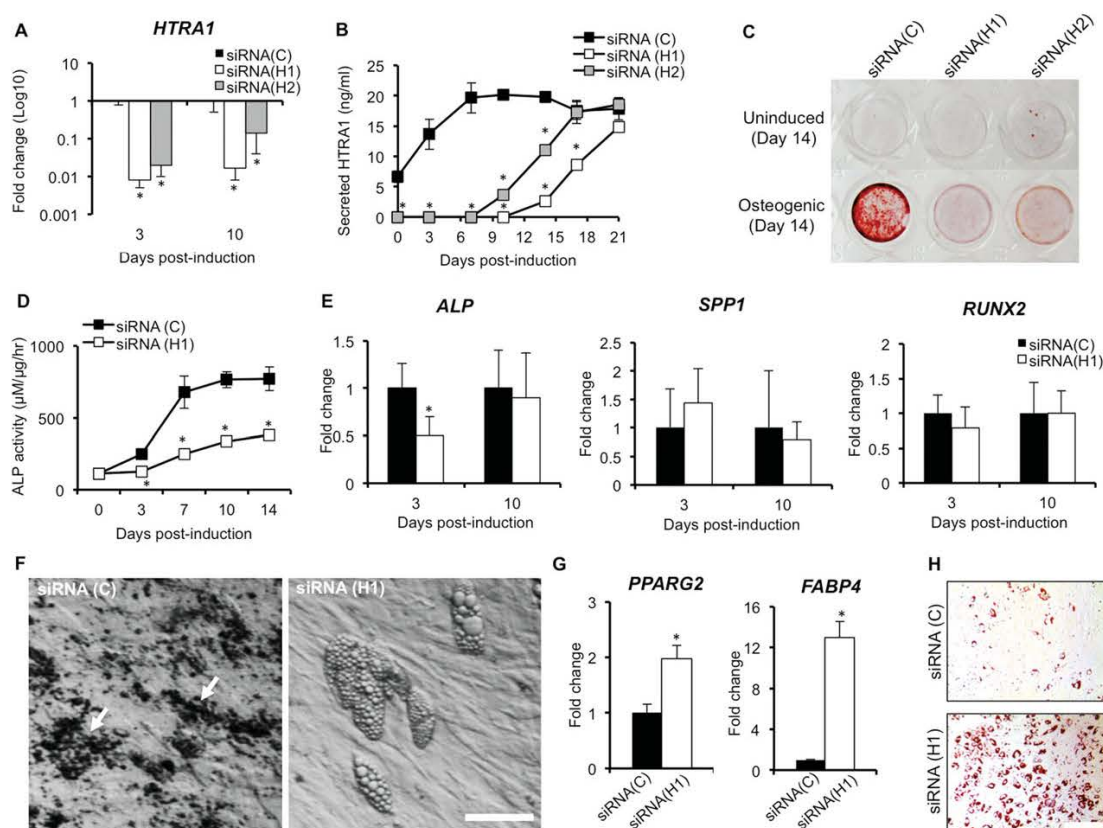 A
HTRA1
siRNA(C)
siRNA(H1)
siRNA(H2)
Fold change (Log10)
10
1
0.1
0.01
0.001
*
*
*
*
3
10
Days post-induction
B
siRNA (C)
siRNA (H1)
siRNA (H2)
Secreted HTRA1 (ng/ml)
25
20
15
10
5
0
*
*
*
*
*
*
*
*
0
3
6
9
12
15
18
21
Days post-induction
C
siRNA(C)
siRNA(H1)
siRNA(H2)
Uninduced
(Day 14)
Osteogenic
(Day 14)
D
siRNA (C)
siRNA (H1)
ALP activity (µM/µg/hr)
1000
500
0
*
*
*
*
0
3
7
10
14
Days post-induction
E
ALP
Fold change
1.5
1
0.5
0
*
3
10
Days post-induction
SPP1
Fold change
2.5
2
1.5
1
0.5
0
3
10
Days post-induction
RUNX2
siRNA(C)
siRNA(H1)
Fold change
2
1.5
1
0.5
0
3
10
Days post-induction
F
siRNA (C)
siRNA (H1)
G
PPARG2
Fold change
3
2
1
0
*
siRNA(C)
siRNA(H1)
FABP4
Fold change
16
12
8
4
0
*
siRNA(C)
siRNA(H1)
H
siRNA (C)
siRNA (H1)